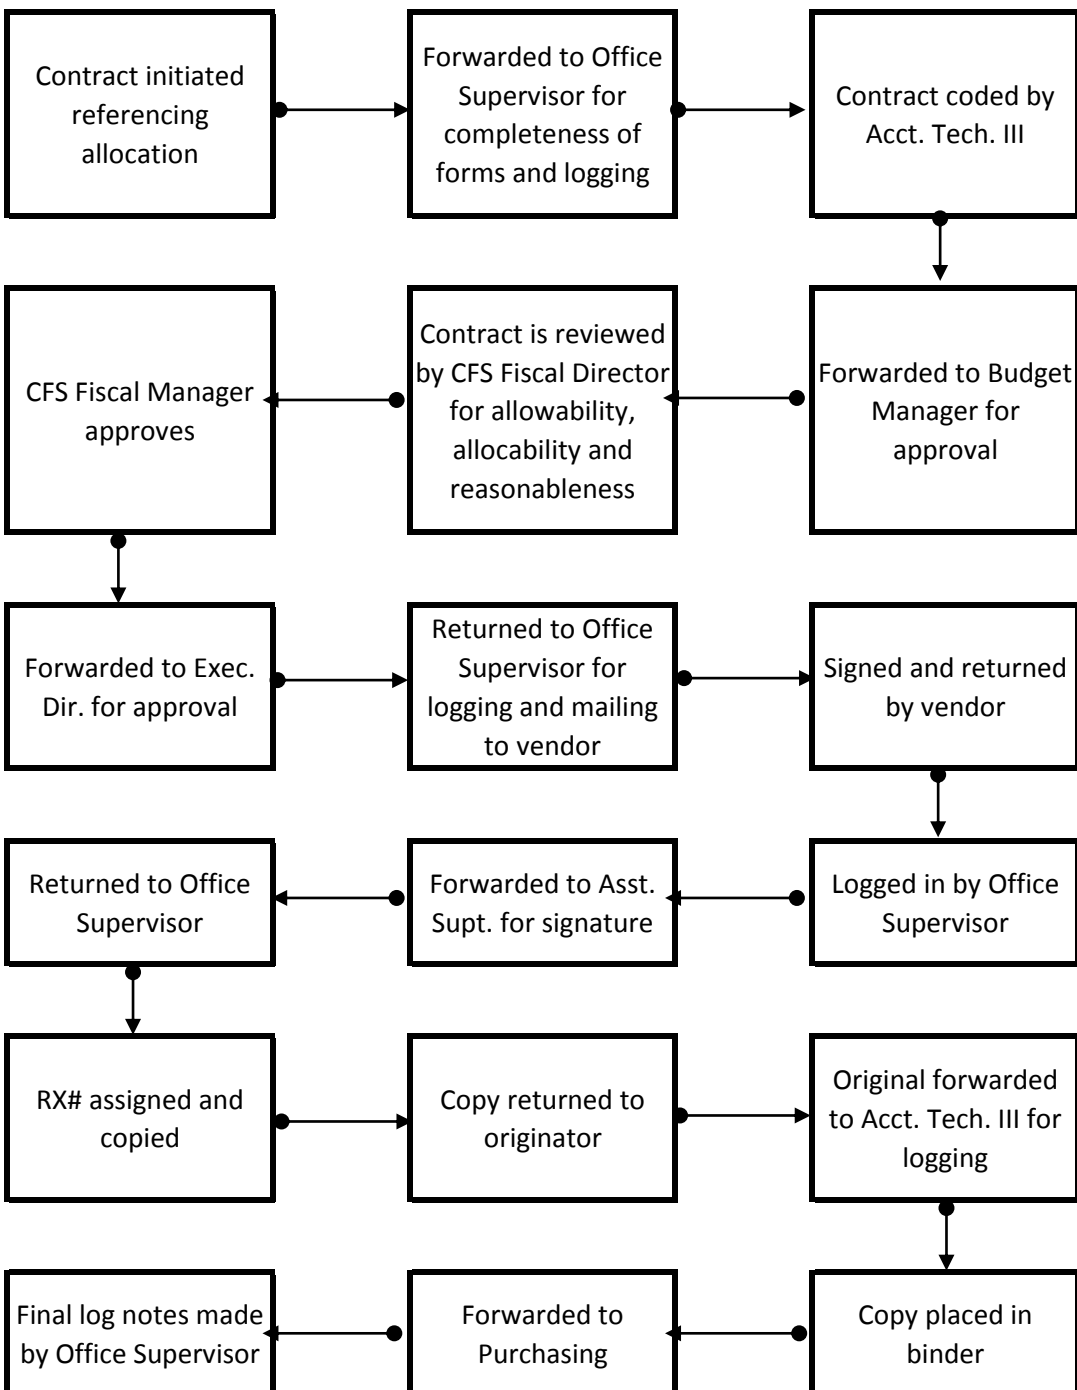 Contract initiated
referencing
allocation
Forwarded to Office
Supervisor for
completeness of
forms and logging
Contract coded by
Acct. Tech. III
Forwarded to Budget
Manager for
approval
Contract is reviewed
by CFS Fiscal Director
for allowability,
allocability and
reasonableness
CFS Fiscal Manager
approves
Forwarded to Exec.
Dir. for approval
Returned to Office
Supervisor for
logging and mailing
to vendor
Signed and returned
by vendor
Logged in by Office
Supervisor
Forwarded to Asst.
Supt. for signature
Returned to Office
Supervisor
RX# assigned and
copied
Copy returned to
originator
Original forwarded
to Acct. Tech. III for
logging
Copy placed in
binder
Forwarded to
Purchasing
Final log notes made
by Office Supervisor